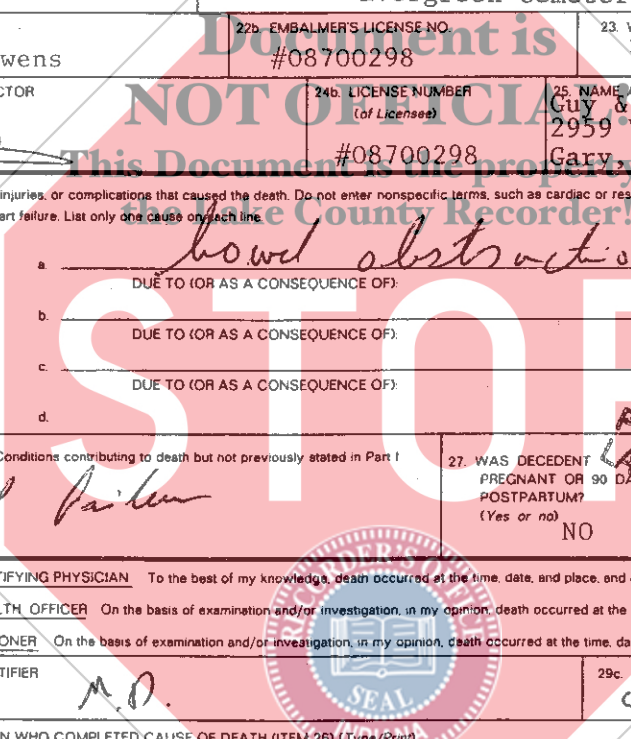 Document is
22b. EMBALMER'S LICENSE NO.
23.
wens
#08700298
CTOR
24b. LICENSE NUMBER
25. NAME
NOT OFFICIAL!
(of Licensee)
Guy &
2959
#08700298
Gary,
This Document is the property
injuries, or complications that caused the death. Do not enter nonspecific terms, such as cardiac or res
art failure. List only one cause on each line.
the Lake County Recorder!
a. bowel obstructio
DUE TO (OR AS A CONSEQUENCE OF):
b.
DUE TO (OR AS A CONSEQUENCE OF):
c.
DUE TO (OR AS A CONSEQUENCE OF):
d.
STOP
Conditions contributing to death but not previously stated in Part I
27. WAS DECEDENT
PREGNANT OR 90 DA
POSTPARTUM?
(Yes or no)
NO
RECORDER'S OFFICE
TIFYING PHYSICIAN To the best of my knowledge, death occurred at the time, date, and place, and
LTH OFFICER On the basis of examination and/or investigation, in my opinion, death occurred at the
ONER On the basis of examination and/or investigation, in my opinion, death occurred at the time, da
TIFIER
M.D.
29c.
SEAL
N WHO COMPLETED CAUSE OF DEATH (ITEM 26) (Type/Print)